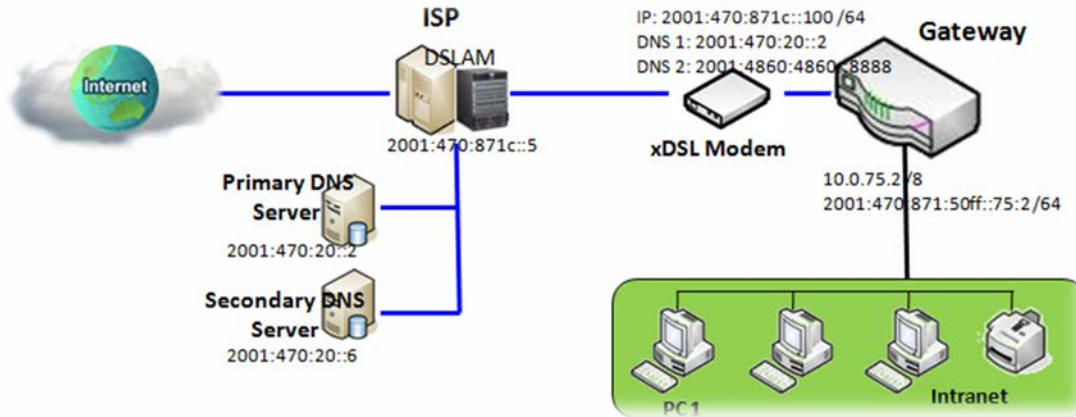 ISP
DSLAM
Internet
2001:470:871c::5
IP: 2001:470:871c::100 /64
DNS 1: 2001:470:20::2
DNS 2: 2001:4860:4860::8888
Gateway
xDSL Modem
10.0.75.2/8
2001:470:871:50ff::75:2/64
Primary DNS
Server
2001:470:20::2
Secondary DNS
Server
2001:470:20::6
PC1
Intranet